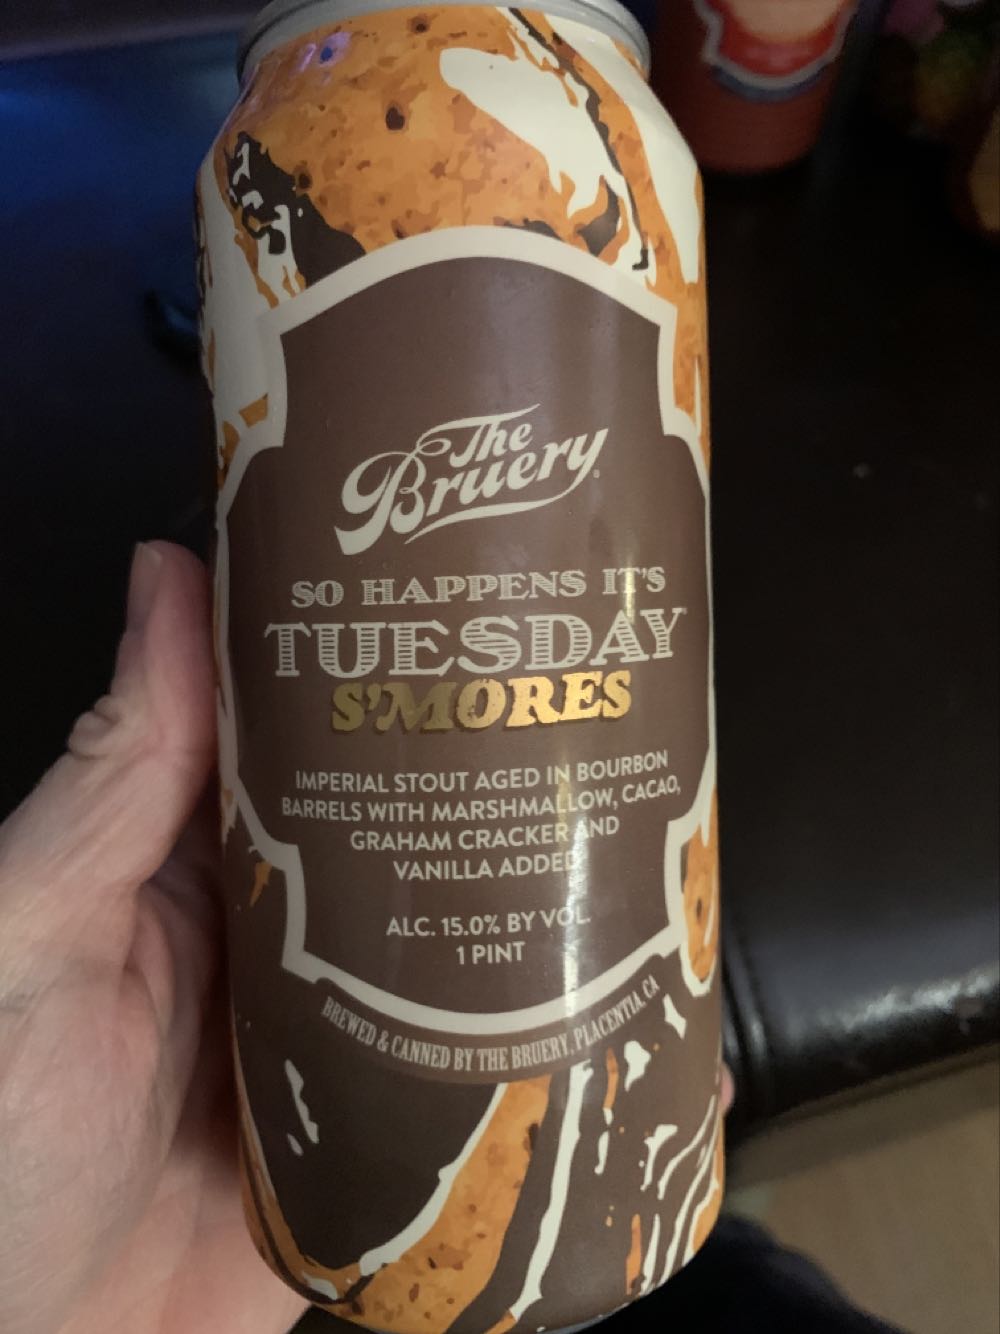 The
Bruery
SO HAPPENS IT'S
TUESDAY
S'MORES
IMPERIAL STOUT AGED IN BOURBON
BARRELS WITH MARSHMALLOW, CACAO,
GRAHAM CRACKER AND
VANILLA ADDED
ALC. 15.0% BY VOL.
1 PINT
BREWED & CANNED BY THE BRUERY, PLACENTIA, CA